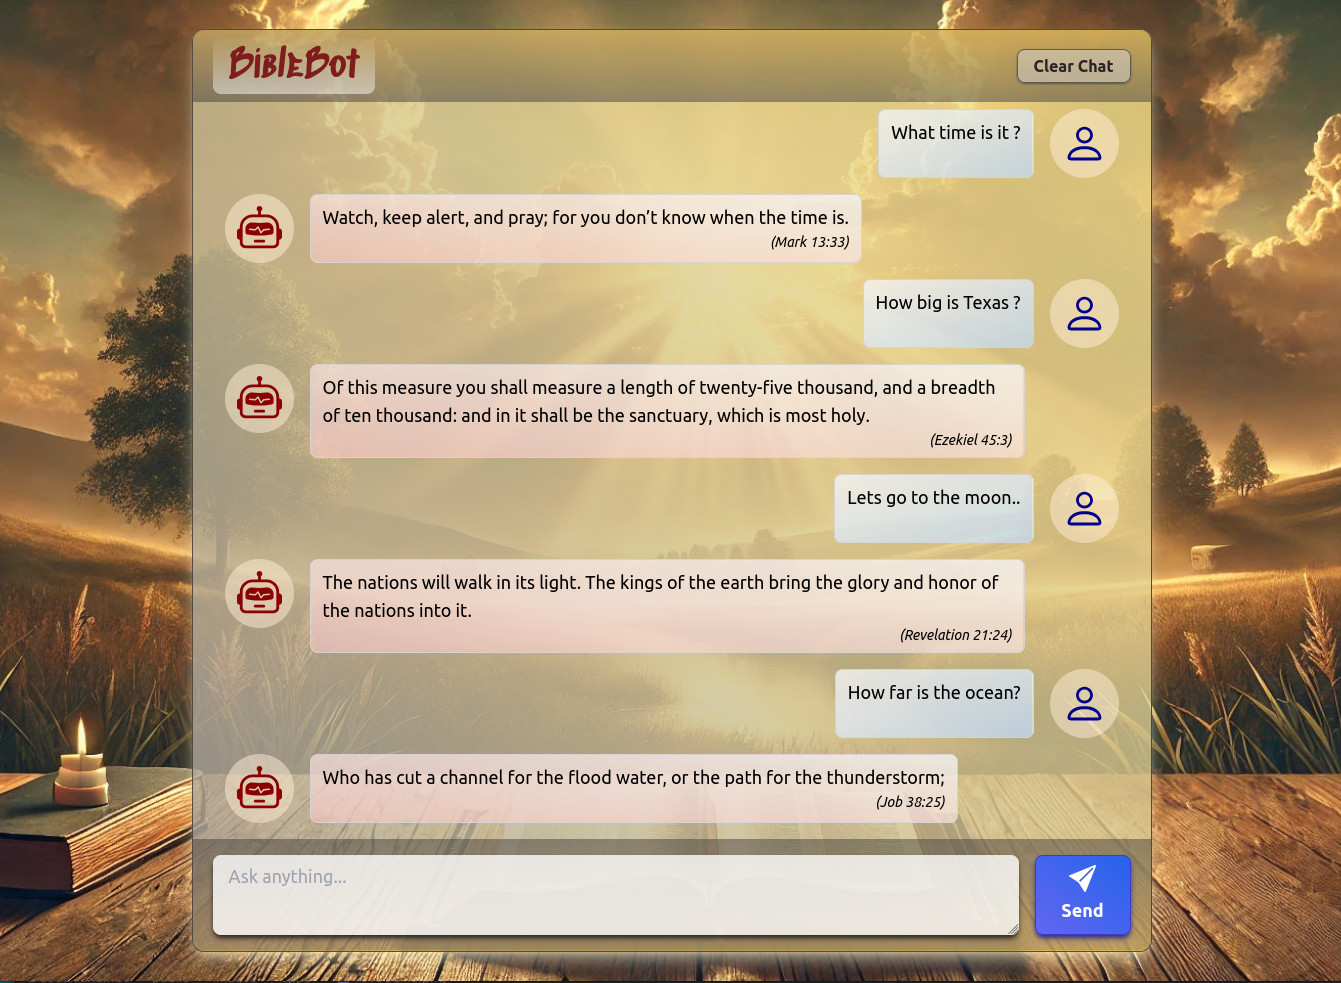 BibleBot
Clear Chat
What time is it ?
Watch, keep alert, and pray; for you don’t know when the time is.
(Mark 13:33)
How big is Texas ?
Of this measure you shall measure a length of twenty-five thousand, and a breadth
of ten thousand: and in it shall be the sanctuary, which is most holy.
(Ezekiel 45:3)
Lets go to the moon..
The nations will walk in its light. The kings of the earth bring the glory and honor of
the nations into it.
(Revelation 21:24)
How far is the ocean?
Who has cut a channel for the flood water, or the path for the thunderstorm;
(Job 38:25)
Ask anything...
Send